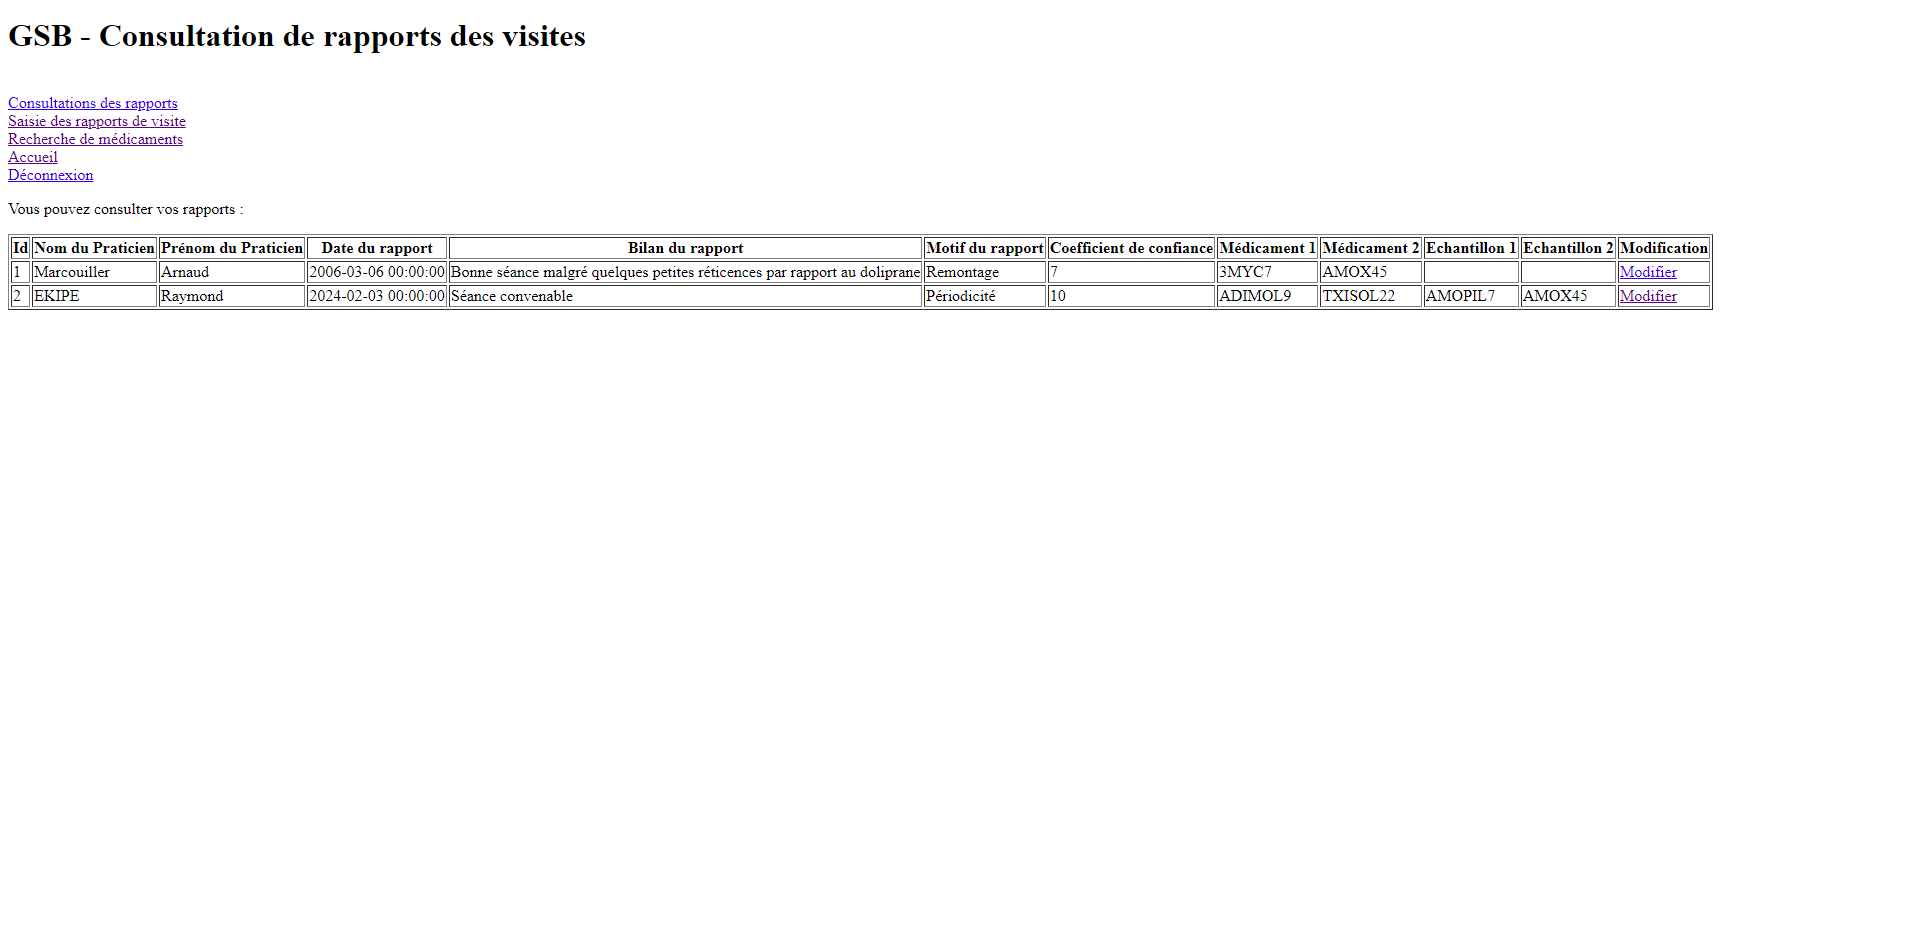 GSB - Consultation de rapports des visites
Consultations des rapports
Saisie des rapports de visite
Recherche de médicaments
Accueil
Déconnexion
Vous pouvez consulter vos rapports :
Id Nom du Praticien Prénom du Praticien Date du rapport Bilan du rapport Motif du rapport Coefficient de confiance Médicament 1 Médicament 2 Echantillon 1 Echantillon 2 Modification
1 Marcouiller Arnaud 2006-03-06 00:00:00 Bonne séance malgré quelques petites réticences par rapport au doliprane Remontage 7 3MYC7 AMOX45 Modifier
2 EKIPE Raymond 2024-02-03 00:00:00 Séance convenable Périodicité 10 ADIMOL9 TXISOL22 AMOPIL7 AMOX45 Modifier